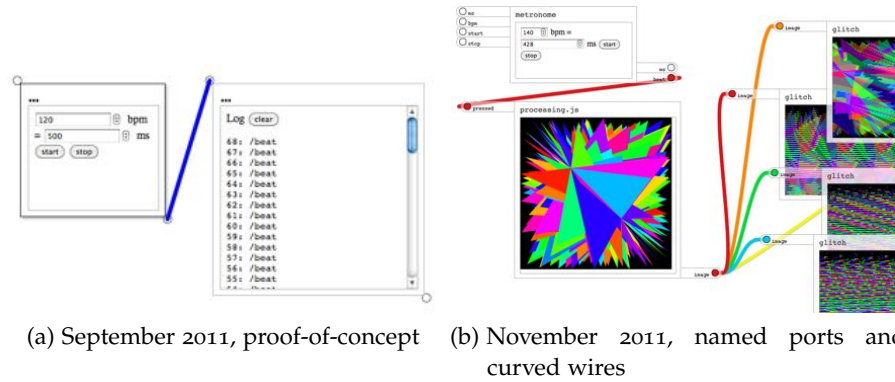 120 bpm
= 500 ms
start stop
Log clear
68: /beat
67: /beat
66: /beat
65: /beat
64: /beat
63: /beat
62: /beat
61: /beat
60: /beat
59: /beat
58: /beat
57: /beat
56: /beat
55: /beat
(a) September 2011, proof-of-concept
ms
bpm
start
stop
metronome
140 bpm =
428 ms start
stop
ms
beat
pressed
processing.js
image
image
glitch
image
glitch
image
glitch
image
glitch
(b) November 2011, named ports and
curved wires